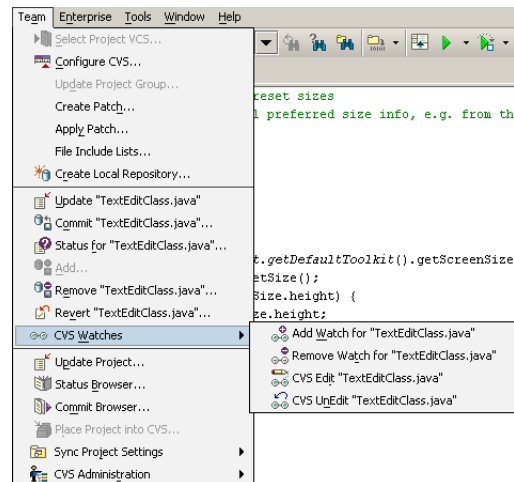 Team Enterprise Tools Window Help
Select Project VCS...
Configure CVS...
Update Project Group...
Create Patch...
Apply Patch...
File Include Lists...
Create Local Repository...
Update "TextEditClass.java"
Commit "TextEditClass.java"...
Status for "TextEditClass.java"...
Add...
Remove "TextEditClass.java"...
Revert "TextEditClass.java"...
CVS Watches
Update Project...
Status Browser...
Commit Browser...
Place Project into CVS...
Sync Project Settings
CVS Administration
reset sizes
l preferred size info, e.g. from th
t.getDefaultToolkit().getScreenSize
etSize();
Size.height) {
ze.height;
Add Watch for "TextEditClass.java"
Remove Watch for "TextEditClass.java"
CVS Edit "TextEditClass.java"
CVS UnEdit "TextEditClass.java"